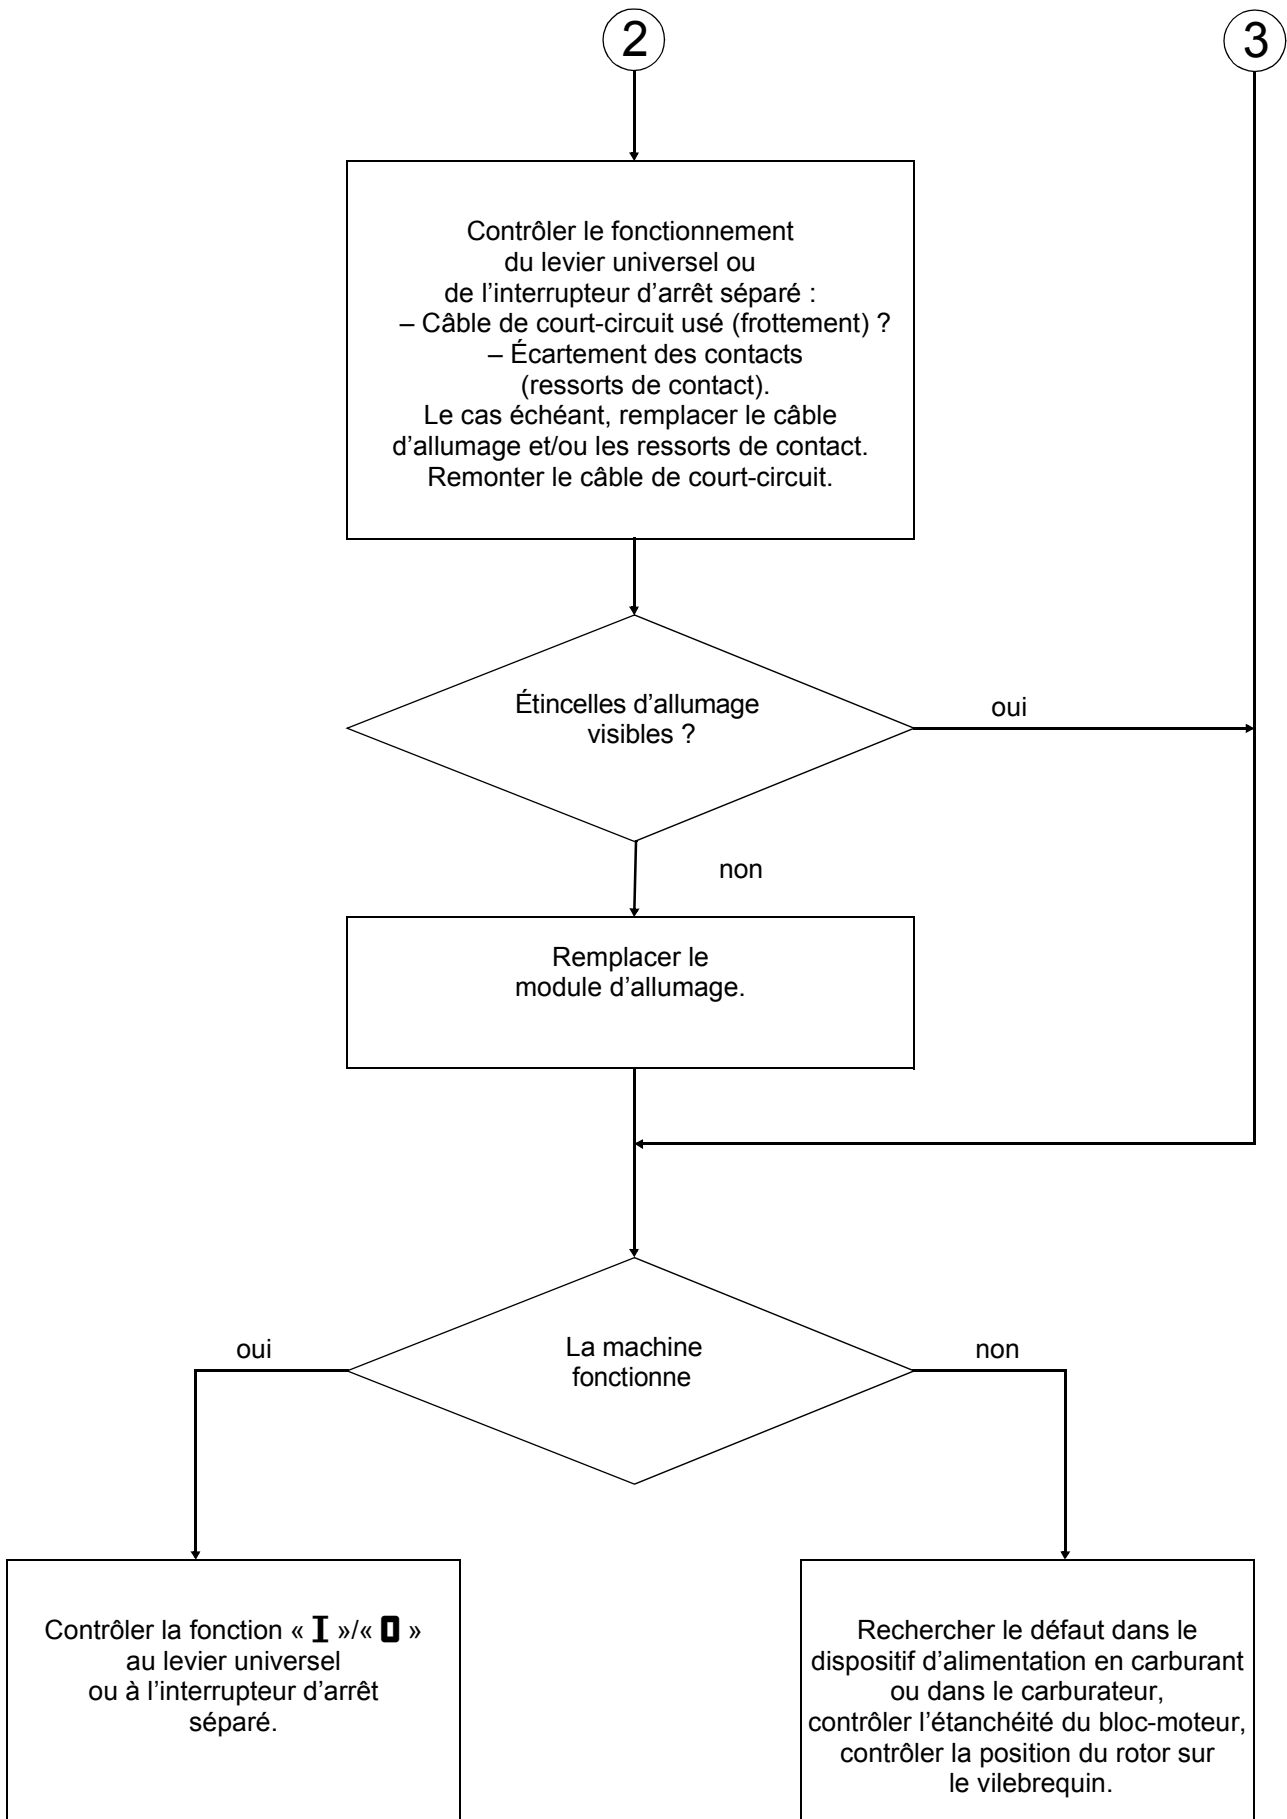 2
3
Contrôler le fonctionnement
du levier universel ou
de l’interrupteur d’arrêt séparé :
– Câble de court-circuit usé (frottement) ?
– Écartement des contacts
(ressorts de contact).
Le cas échéant, remplacer le câble
d’allumage et/ou les ressorts de contact.
Remonter le câble de court-circuit.
Étincelles d’allumage
visibles ?
oui
non
Remplacer le
module d’allumage.
oui
La machine
fonctionne
non
Contrôler la fonction « I »/« 0 »
au levier universel
ou à l’interrupteur d’arrêt
séparé.
Rechercher le défaut dans le
dispositif d’alimentation en carburant
ou dans le carburateur,
contrôler l’étanchéité du bloc-moteur,
contrôler la position du rotor sur
le vilebrequin.